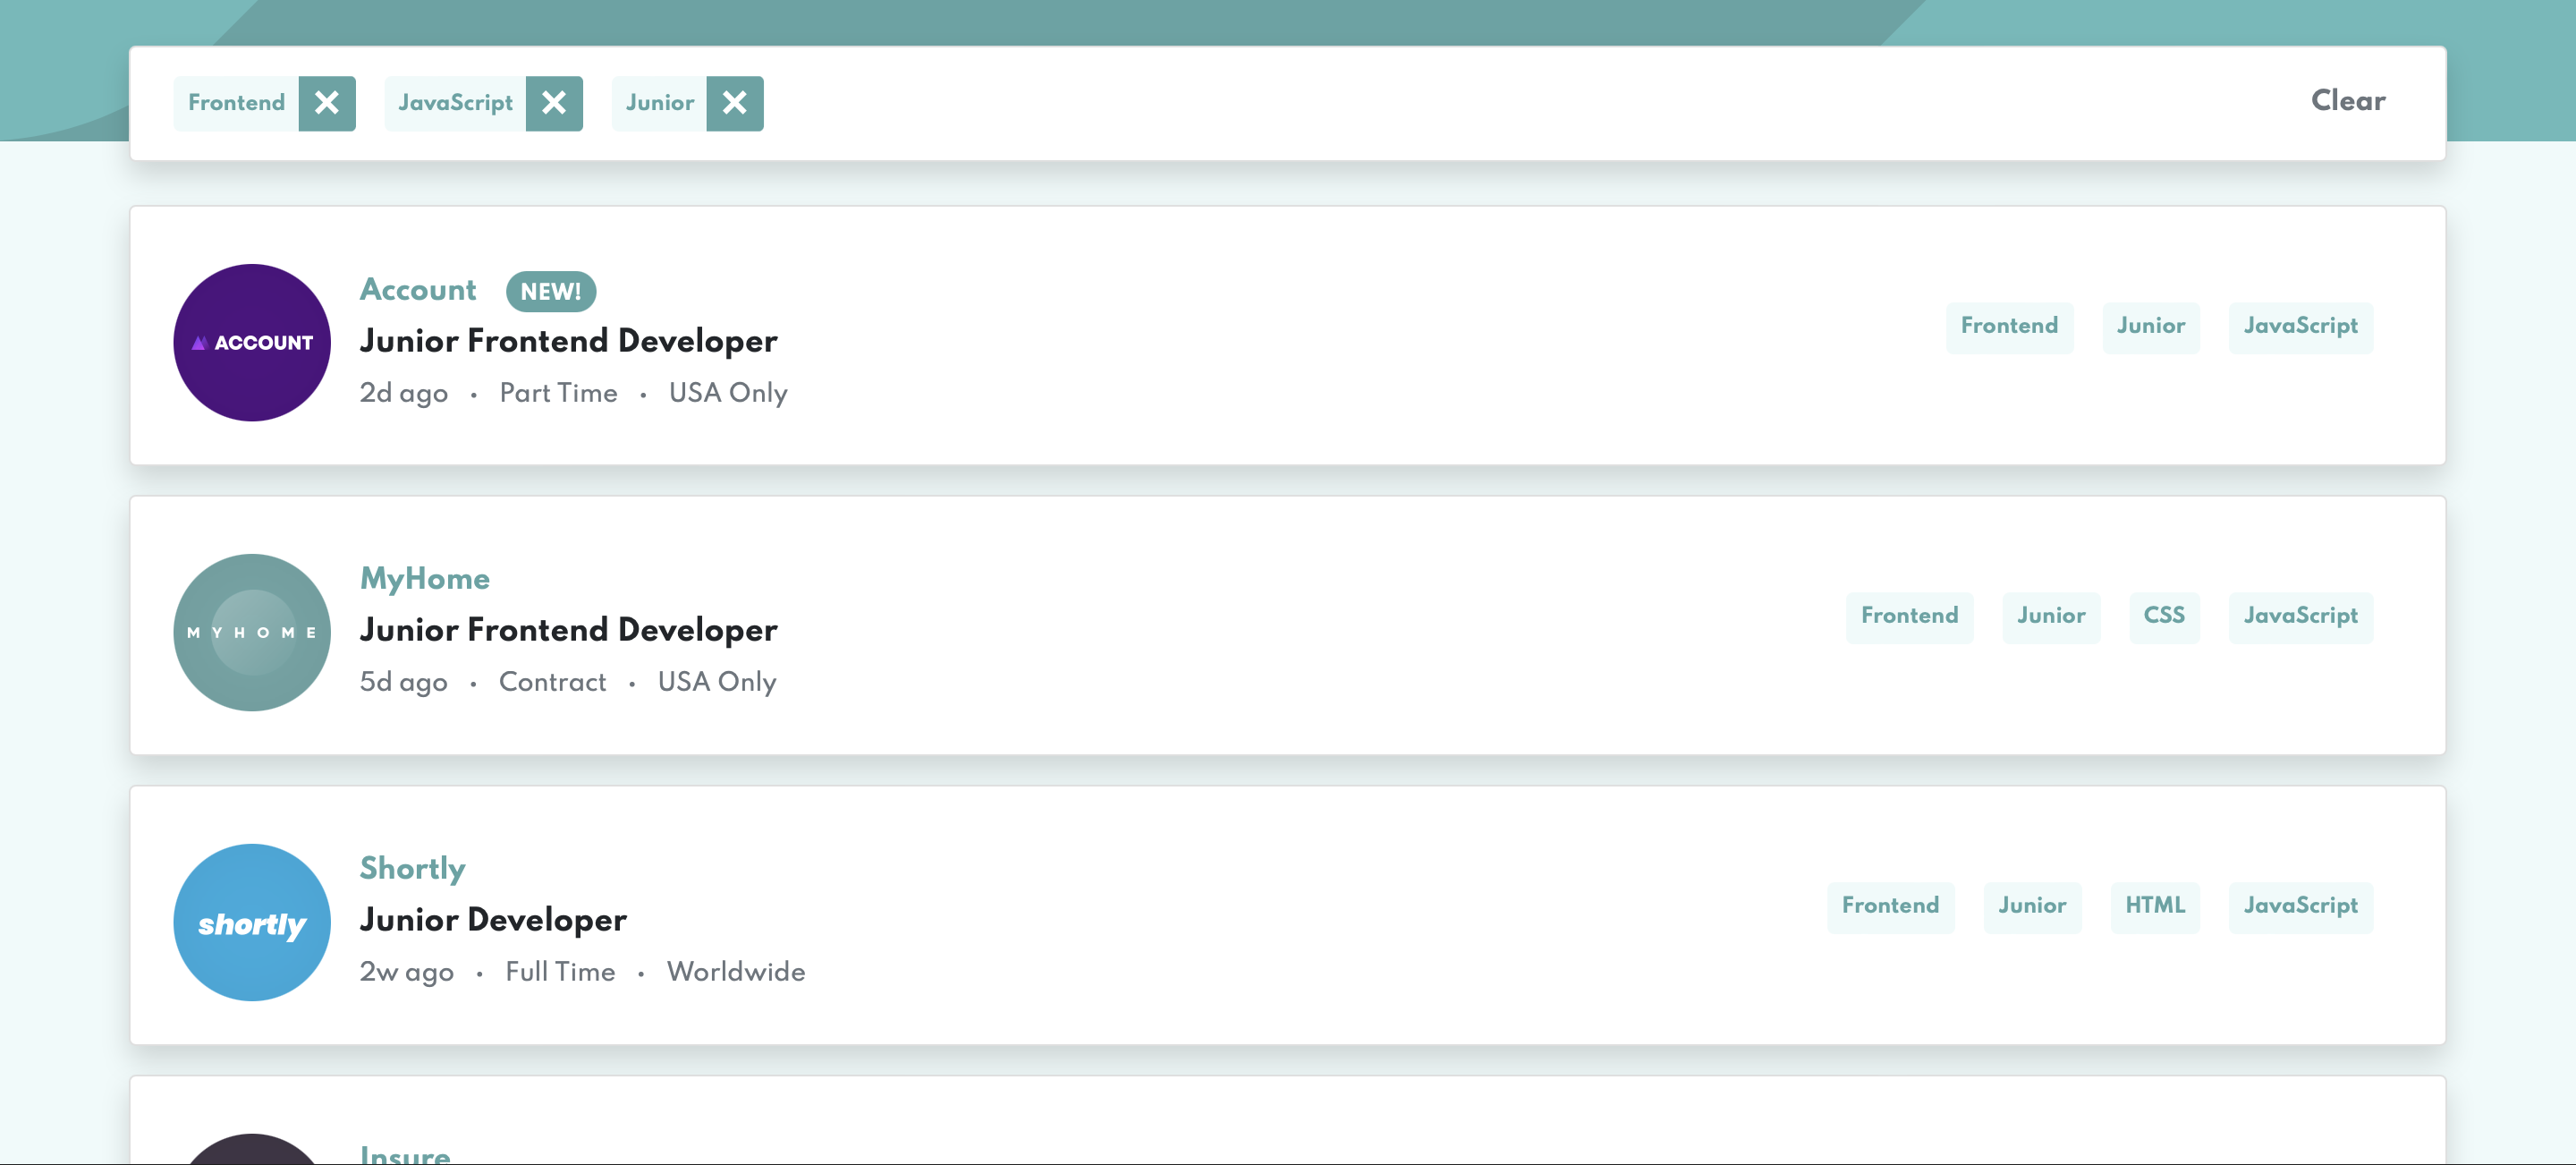 Frontend ✕ JavaScript ✕ Junior ✕ Clear
ACCOUNT
Account NEW!
Junior Frontend Developer
2d ago • Part Time • USA Only
Frontend Junior JavaScript
MYHOME
MyHome
Junior Frontend Developer
5d ago • Contract • USA Only
Frontend Junior CSS JavaScript
shortly
Shortly
Junior Developer
2w ago • Full Time • Worldwide
Frontend Junior HTML JavaScript
Insure